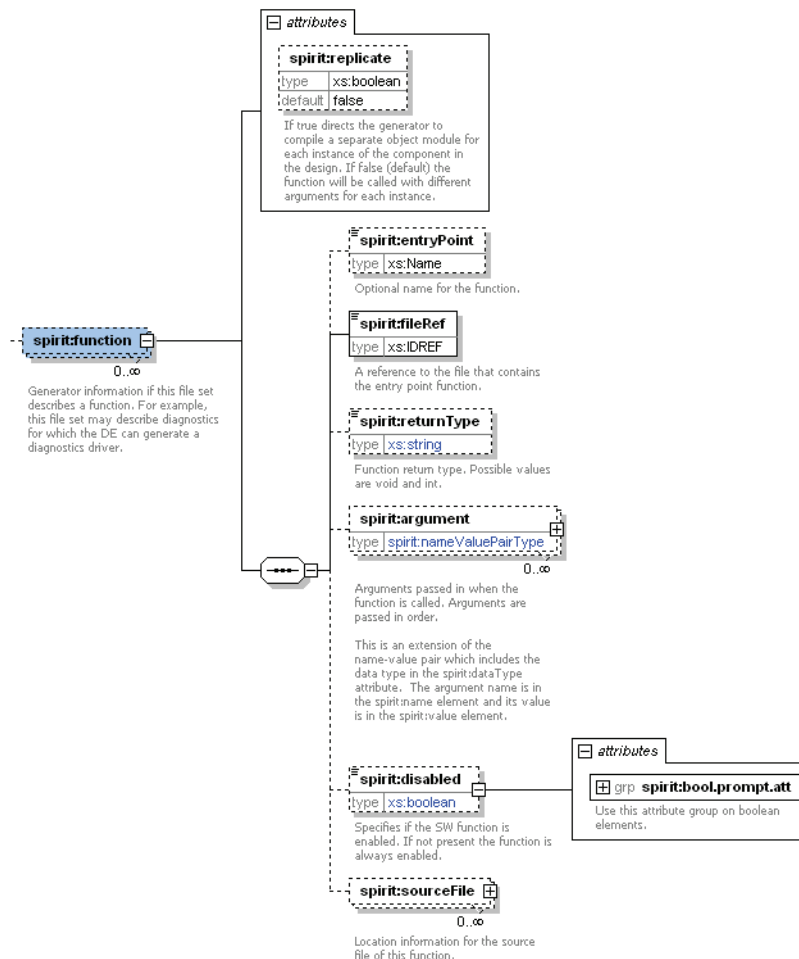 attributes
spirit:replicate
type xs:boolean
default false
If true directs the generator to
compile a separate object module for
each instance of the component in
the design. If false (default) the
function will be called with different
arguments for each instance.
spirit:entryPoint
type xs:Name
Optional name for the function.
spirit:function
0..∞
Generator information if this file set
describes a function. For example,
this file set may describe diagnostics
for which the DE can generate a
diagnostics driver.
spirit:fileRef
type xs:IDREF
A reference to the file that contains
the entry point function.
spirit:returnType
type xs:string
Function return type. Possible values
are void and int.
spirit:argument
type spirit:nameValuePairType
0..∞
Arguments passed in when the
function is called. Arguments are
passed in order.
This is an extension of the
name-value pair which includes the
data type in the spirit:dataType
attribute. The argument name is in
the spirit:name element and its value
is in the spirit:value element.
spirit:disabled
type xs:boolean
Specifies if the SW function is
enabled. If not present the function is
always enabled.
attributes
grp spirit:bool.prompt.att
Use this attribute group on boolean
elements.
spirit:sourceFile
0..∞
Location information for the source
file of this function.